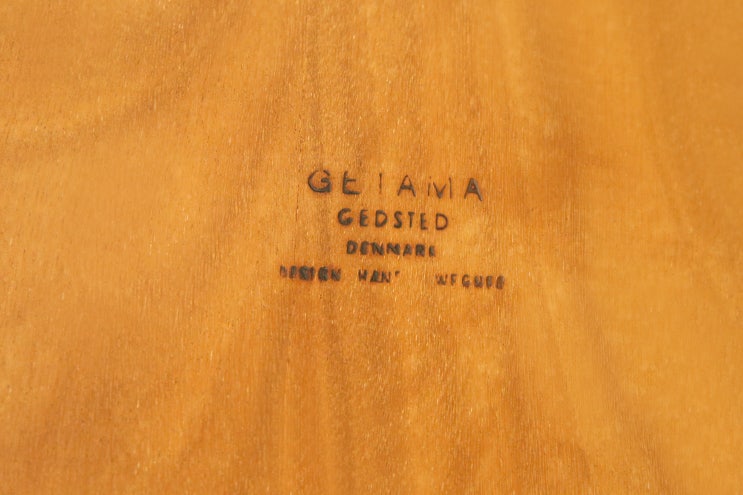 GETAMA
GEDSTED
DENMARK
DESIGN HANS WEGNER